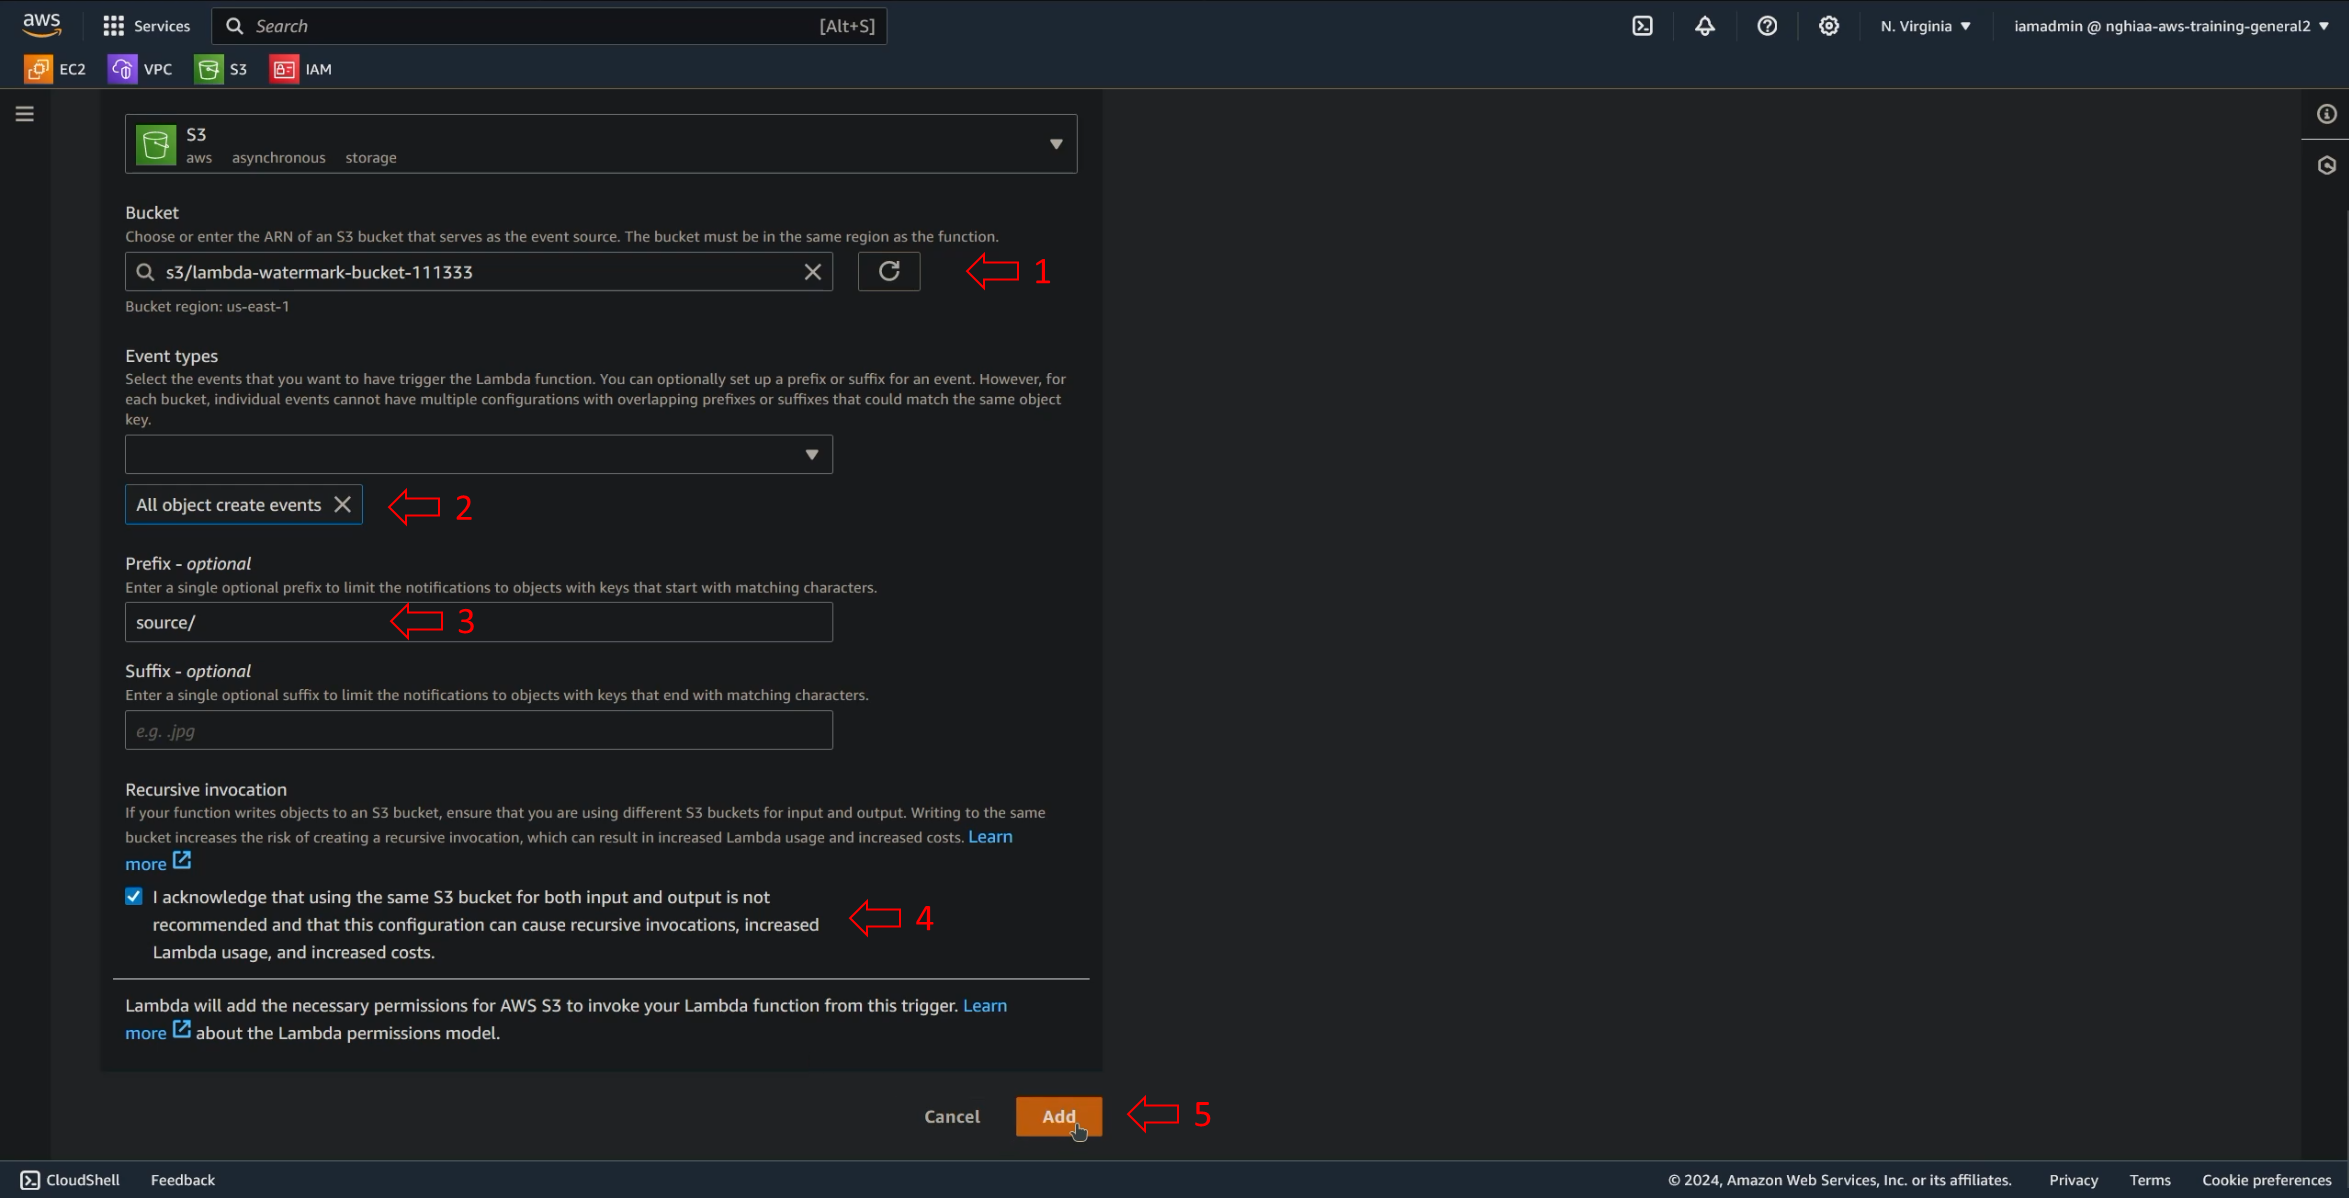 aws
Services
Search
[Alt+S]
N. Virginia ▼
iamadmin @ nghiaa-aws-training-general2 ▼
EC2
VPC
S3
IAM
S3
aws asynchronous storage
Bucket
Choose or enter the ARN of an S3 bucket that serves as the event source. The bucket must be in the same region as the function.
s3/lambda-watermark-bucket-111333
1
Bucket region: us-east-1
Event types
Select the events that you want to have trigger the Lambda function. You can optionally set up a prefix or suffix for an event. However, for
each bucket, individual events cannot have multiple configurations with overlapping prefixes or suffixes that could match the same object
key.
All object create events
2
Prefix - optional
Enter a single optional prefix to limit the notifications to objects with keys that start with matching characters.
source/
3
Suffix - optional
Enter a single optional suffix to limit the notifications to objects with keys that end with matching characters.
e.g. .jpg
Recursive invocation
If your function writes objects to an S3 bucket, ensure that you are using different S3 buckets for input and output. Writing to the same
bucket increases the risk of creating a recursive invocation, which can result in increased Lambda usage and increased costs. Learn
more
I acknowledge that using the same S3 bucket for both input and output is not
recommended and that this configuration can cause recursive invocations, increased
Lambda usage, and increased costs.
4
Lambda will add the necessary permissions for AWS S3 to invoke your Lambda function from this trigger. Learn
more about the Lambda permissions model.
Cancel
Add
5
CloudShell
Feedback
© 2024, Amazon Web Services, Inc. or its affiliates.
Privacy
Terms
Cookie preferences